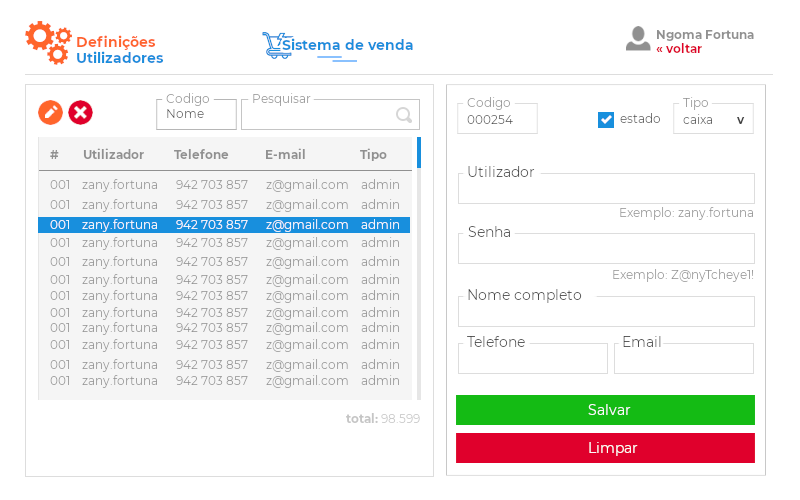 Definições
Utilizadores
Sistema de venda
Ngoma Fortuna
« voltar
Codigo
Nome
Pesquisar
# Utilizador Telefone E-mail Tipo
001 zany.fortuna 942 703 857 z@gmail.com admin
001 zany.fortuna 942 703 857 z@gmail.com admin
001 zany.fortuna 942 703 857 z@gmail.com admin
001 zany.fortuna 942 703 857 z@gmail.com admin
001 zany.fortuna 942 703 857 z@gmail.com admin
001 zany.fortuna 942 703 857 z@gmail.com admin
001 zany.fortuna 942 703 857 z@gmail.com admin
001 zany.fortuna 942 703 857 z@gmail.com admin
001 zany.fortuna 942 703 857 z@gmail.com admin
001 zany.fortuna 942 703 857 z@gmail.com admin
001 zany.fortuna 942 703 857 z@gmail.com admin
001 zany.fortuna 942 703 857 z@gmail.com admin
total: 98.599
Codigo
000254
estado
Tipo
caixa v
Utilizador
Exemplo: zany.fortuna
Senha
Exemplo: Z@nyTcheye1!
Nome completo
Telefone
Email
Salvar
Limpar